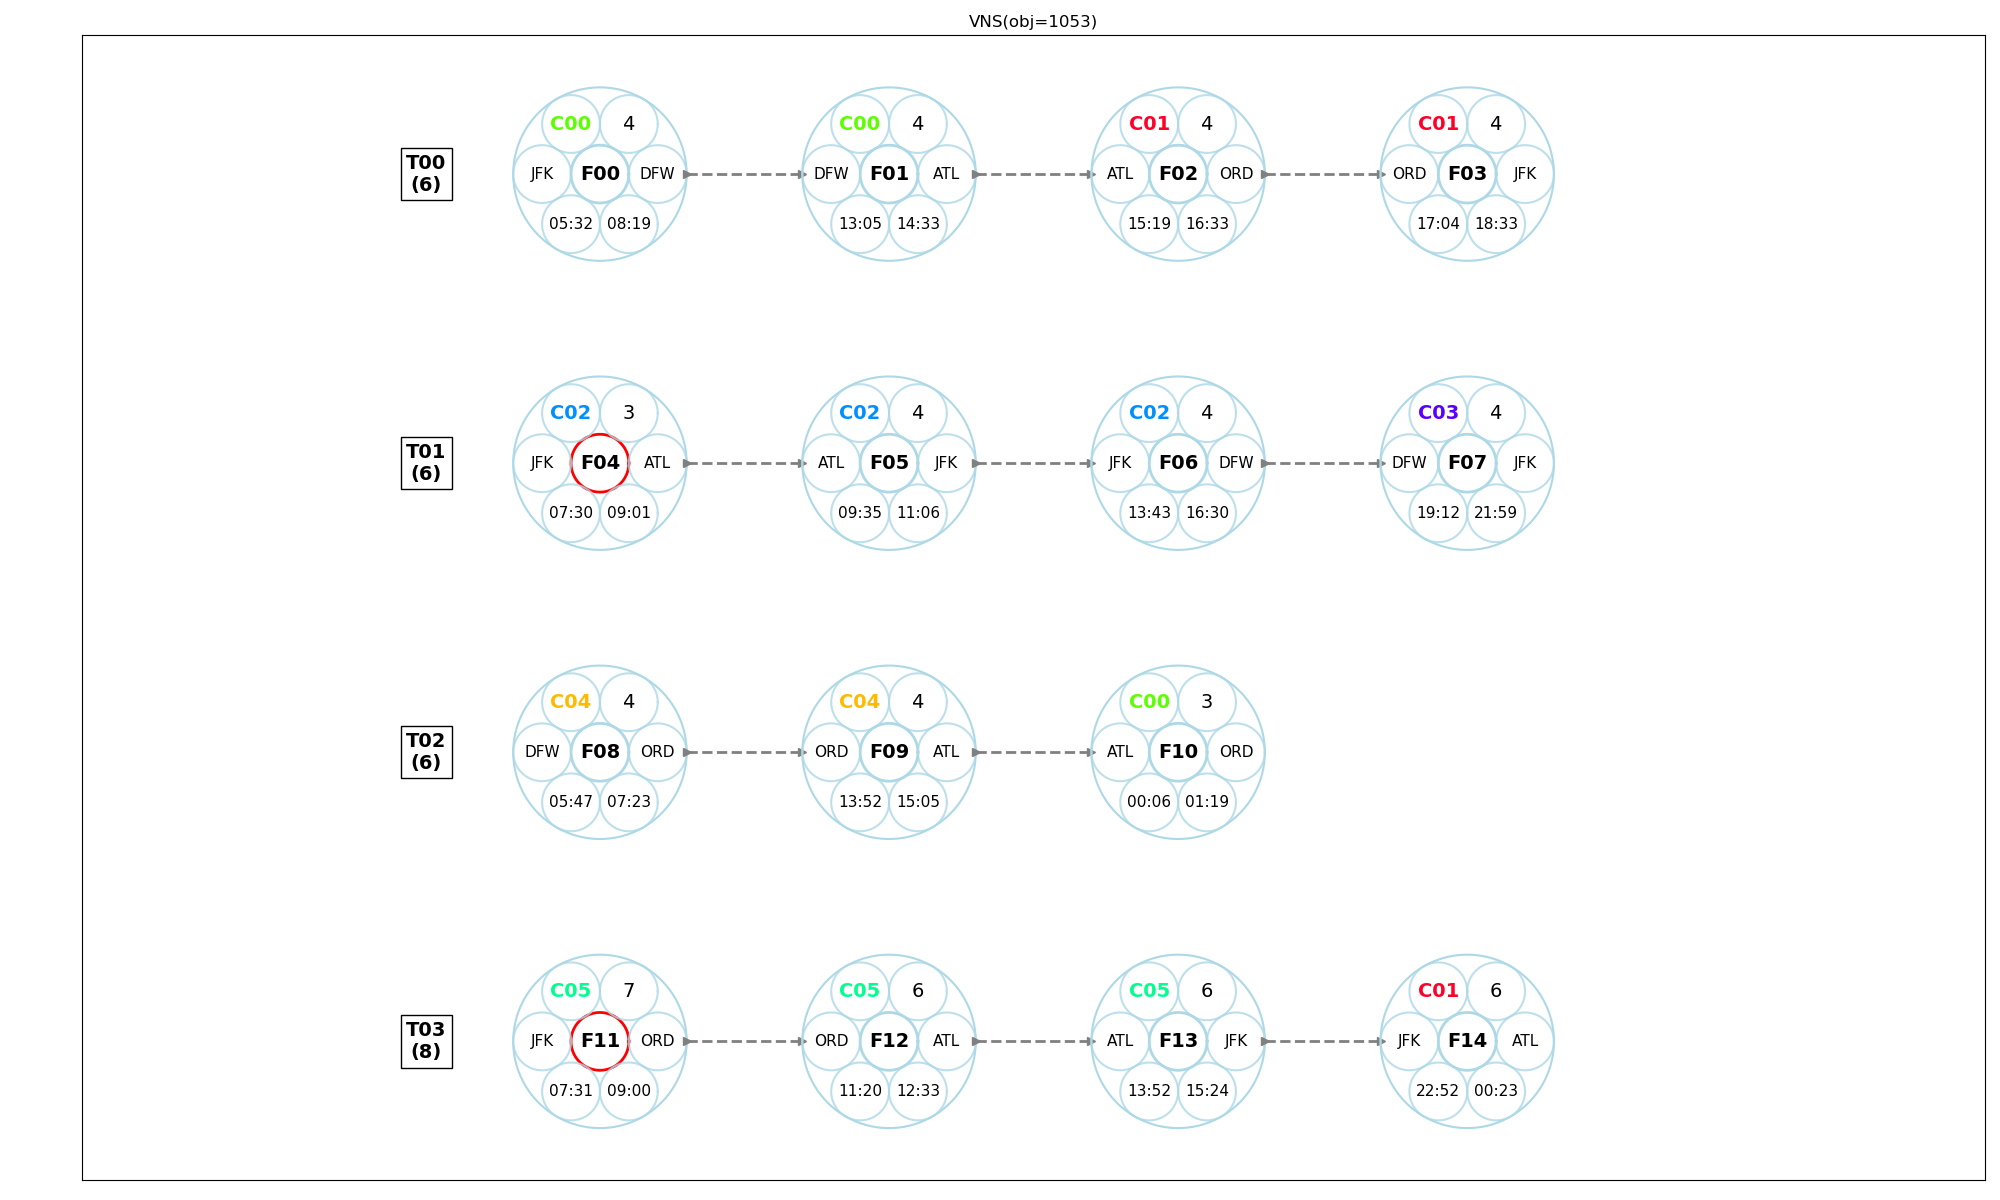 VNS(obj=1053)
T00
(6)
C00 4
JFK F00 DFW
05:32 08:19
C00 4
DFW F01 ATL
13:05 14:33
C01 4
ATL F02 ORD
15:19 16:33
C01 4
ORD F03 JFK
17:04 18:33
T01
(6)
C02 3
JFK F04 ATL
07:30 09:01
C02 4
ATL F05 JFK
09:35 11:06
C02 4
JFK F06 DFW
13:43 16:30
C03 4
DFW F07 JFK
19:12 21:59
T02
(6)
C04 4
DFW F08 ORD
05:47 07:23
C04 4
ORD F09 ATL
13:52 15:05
C00 3
ATL F10 ORD
00:06 01:19
T03
(8)
C05 7
JFK F11 ORD
07:31 09:00
C05 6
ORD F12 ATL
11:20 12:33
C05 6
ATL F13 JFK
13:52 15:24
C01 6
JFK F14 ATL
22:52 00:23